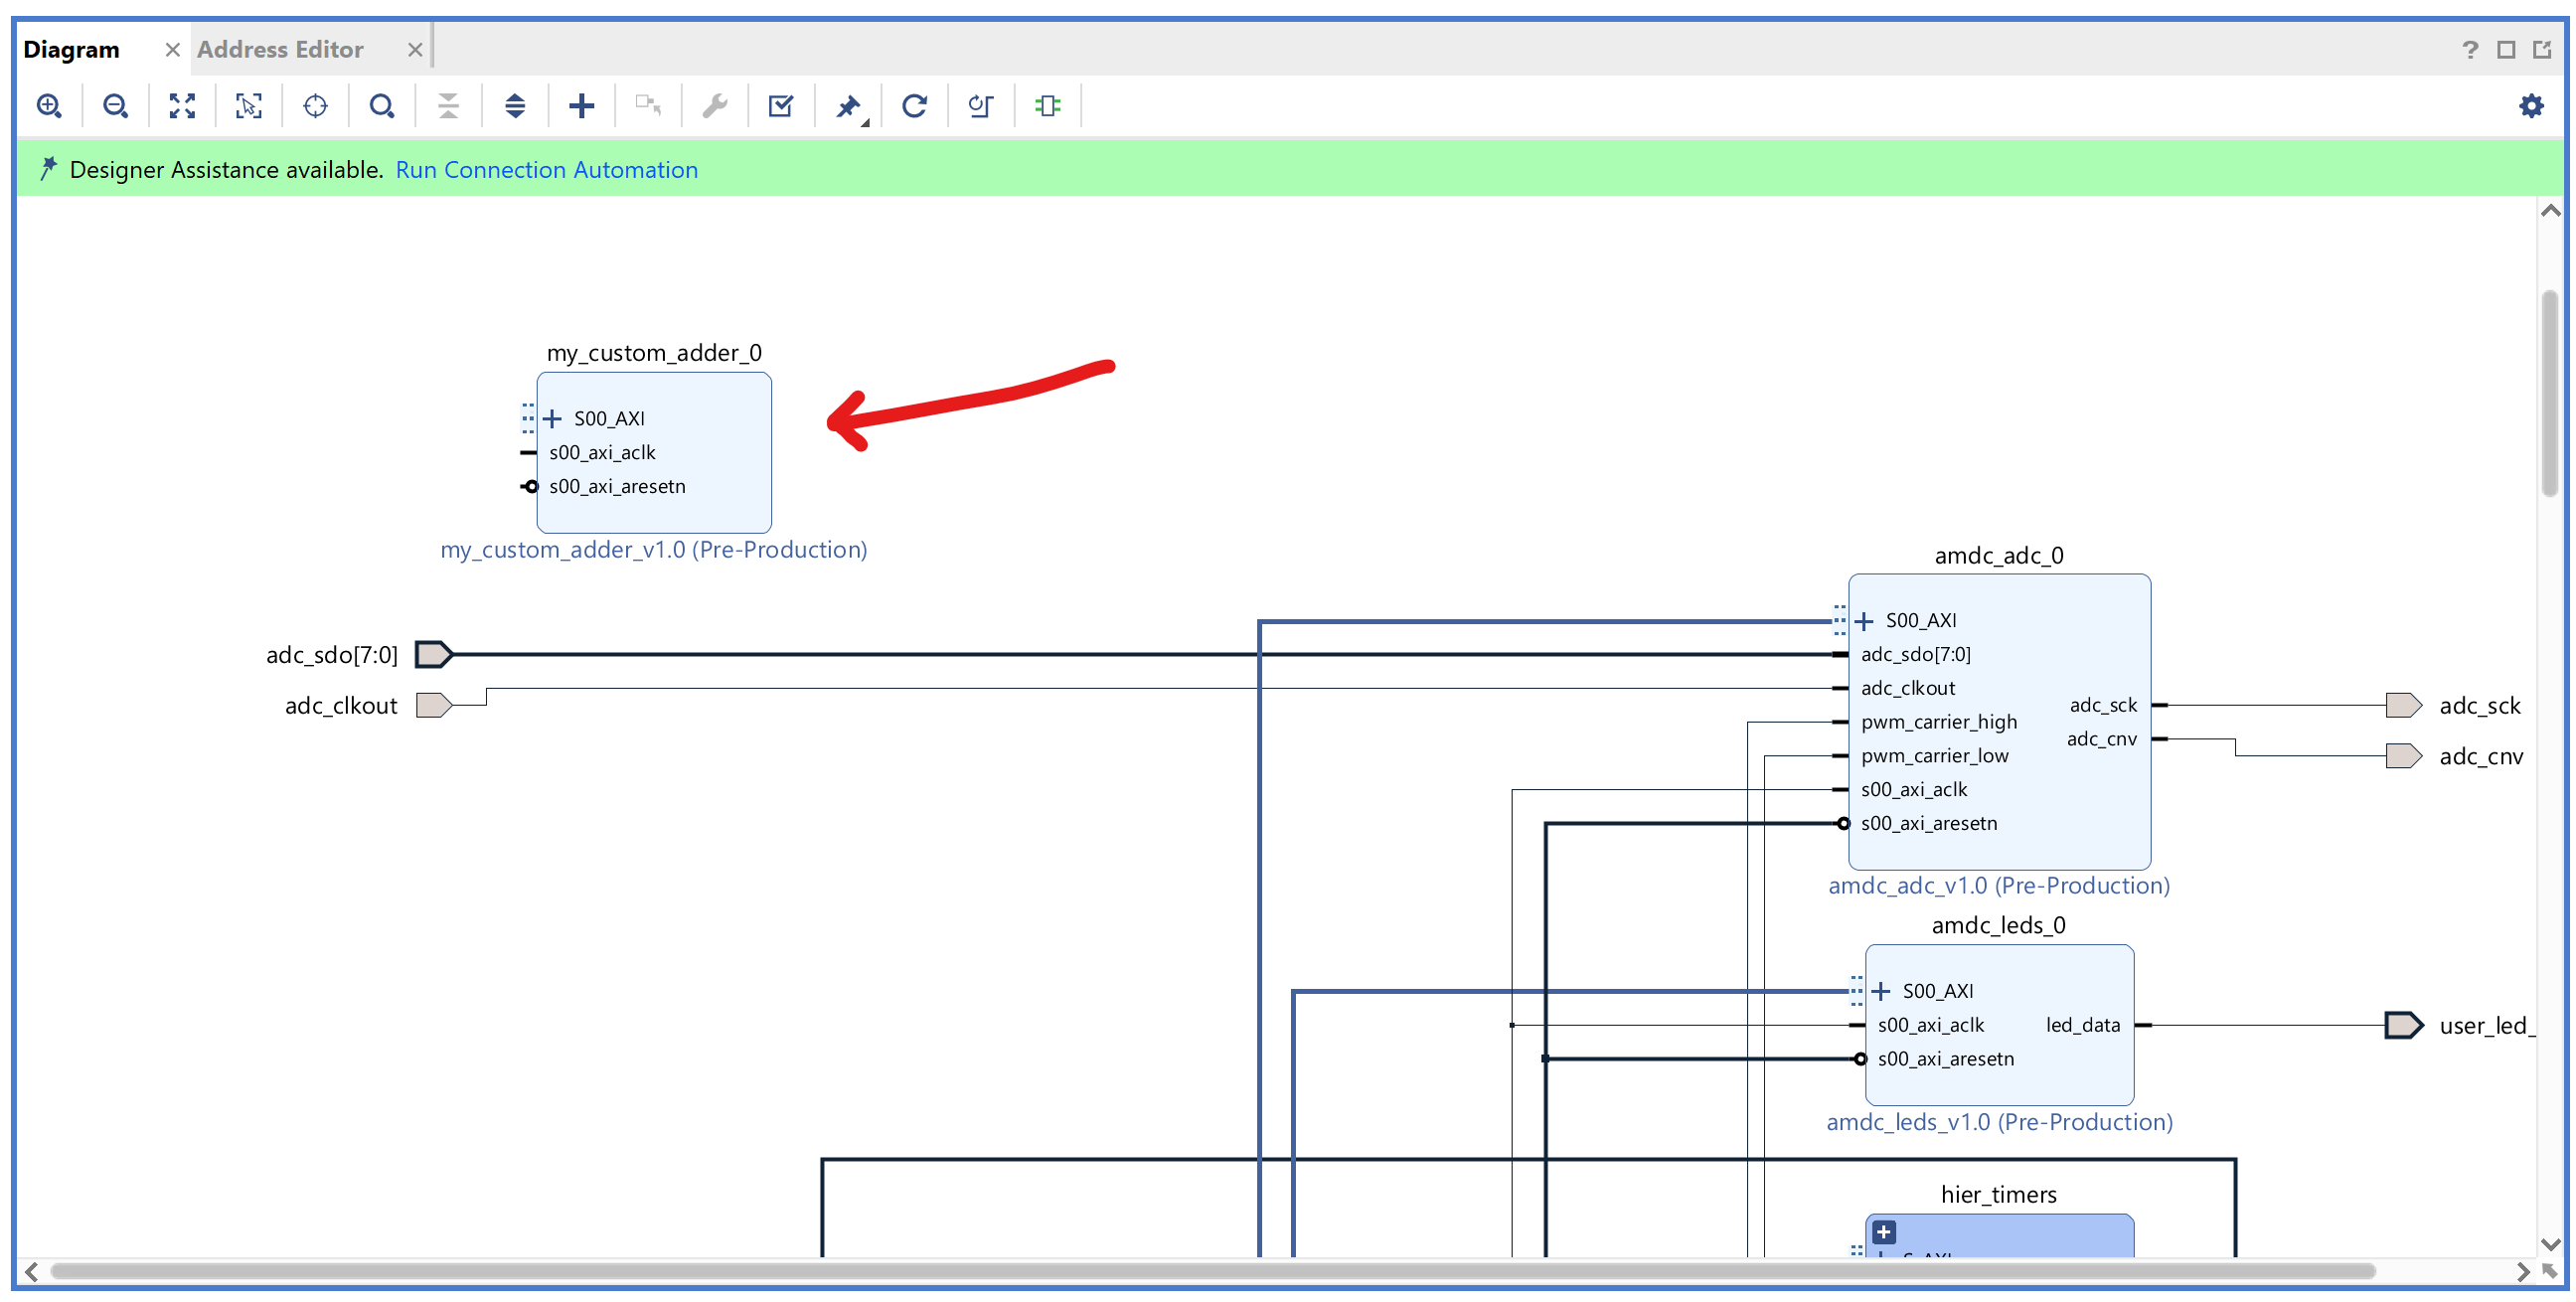 Diagram
Address Editor
?
Designer Assistance available. Run Connection Automation
my_custom_adder_0
S00_AXI
s00_axi_aclk
s00_axi_aresetn
my_custom_adder_v1.0 (Pre-Production)
adc_sdo[7:0]
adc_clkout
amdc_adc_0
S00_AXI
adc_sdo[7:0]
adc_clkout
pwm_carrier_high
pwm_carrier_low
s00_axi_aclk
s00_axi_aresetn
adc_sck
adc_cnv
amdc_adc_v1.0 (Pre-Production)
adc_sck
adc_cnv
amdc_leds_0
S00_AXI
s00_axi_aclk
s00_axi_aresetn
led_data
amdc_leds_v1.0 (Pre-Production)
user_led_
hier_timers